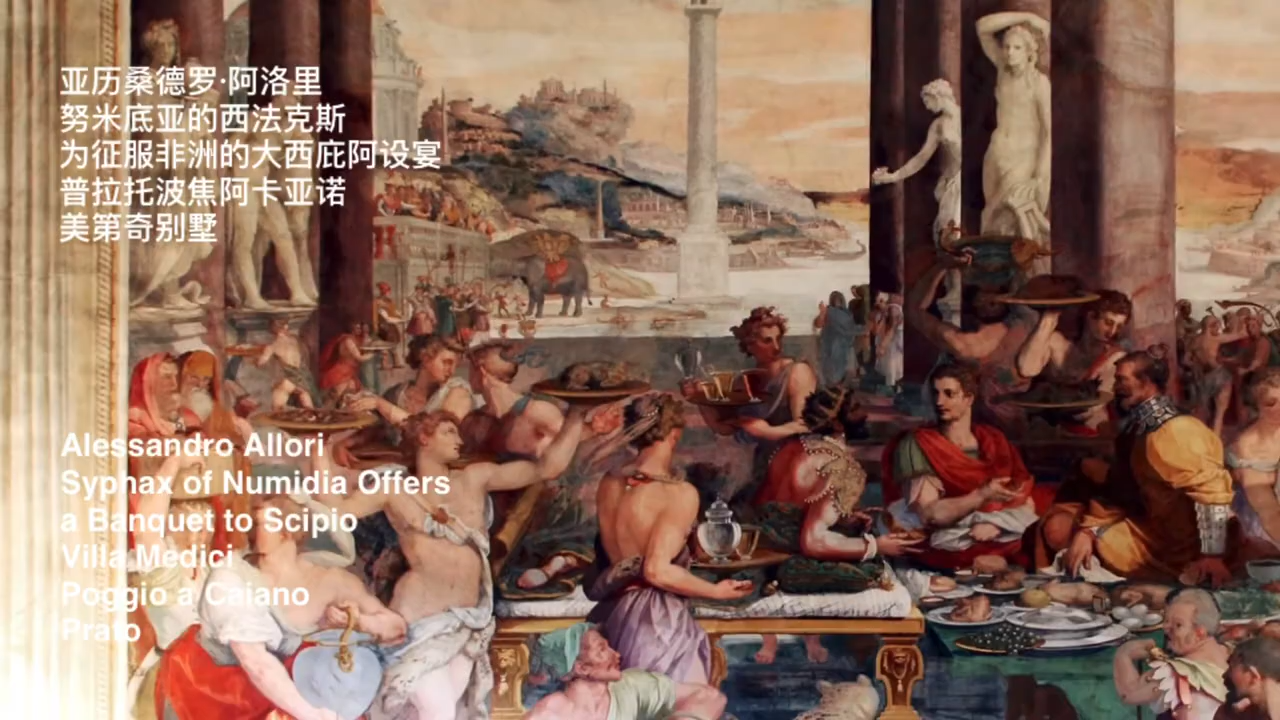 亚历桑德罗·阿洛里
努米底亚的西法克斯
为征服非洲的大西庇阿设宴
普拉托波焦阿卡亚诺
美第奇别墅
Alessandro Allori
Syphax of Numidia Offers
a Banquet to Scipio
Villa Medici
Poggio a Caiano
Prato